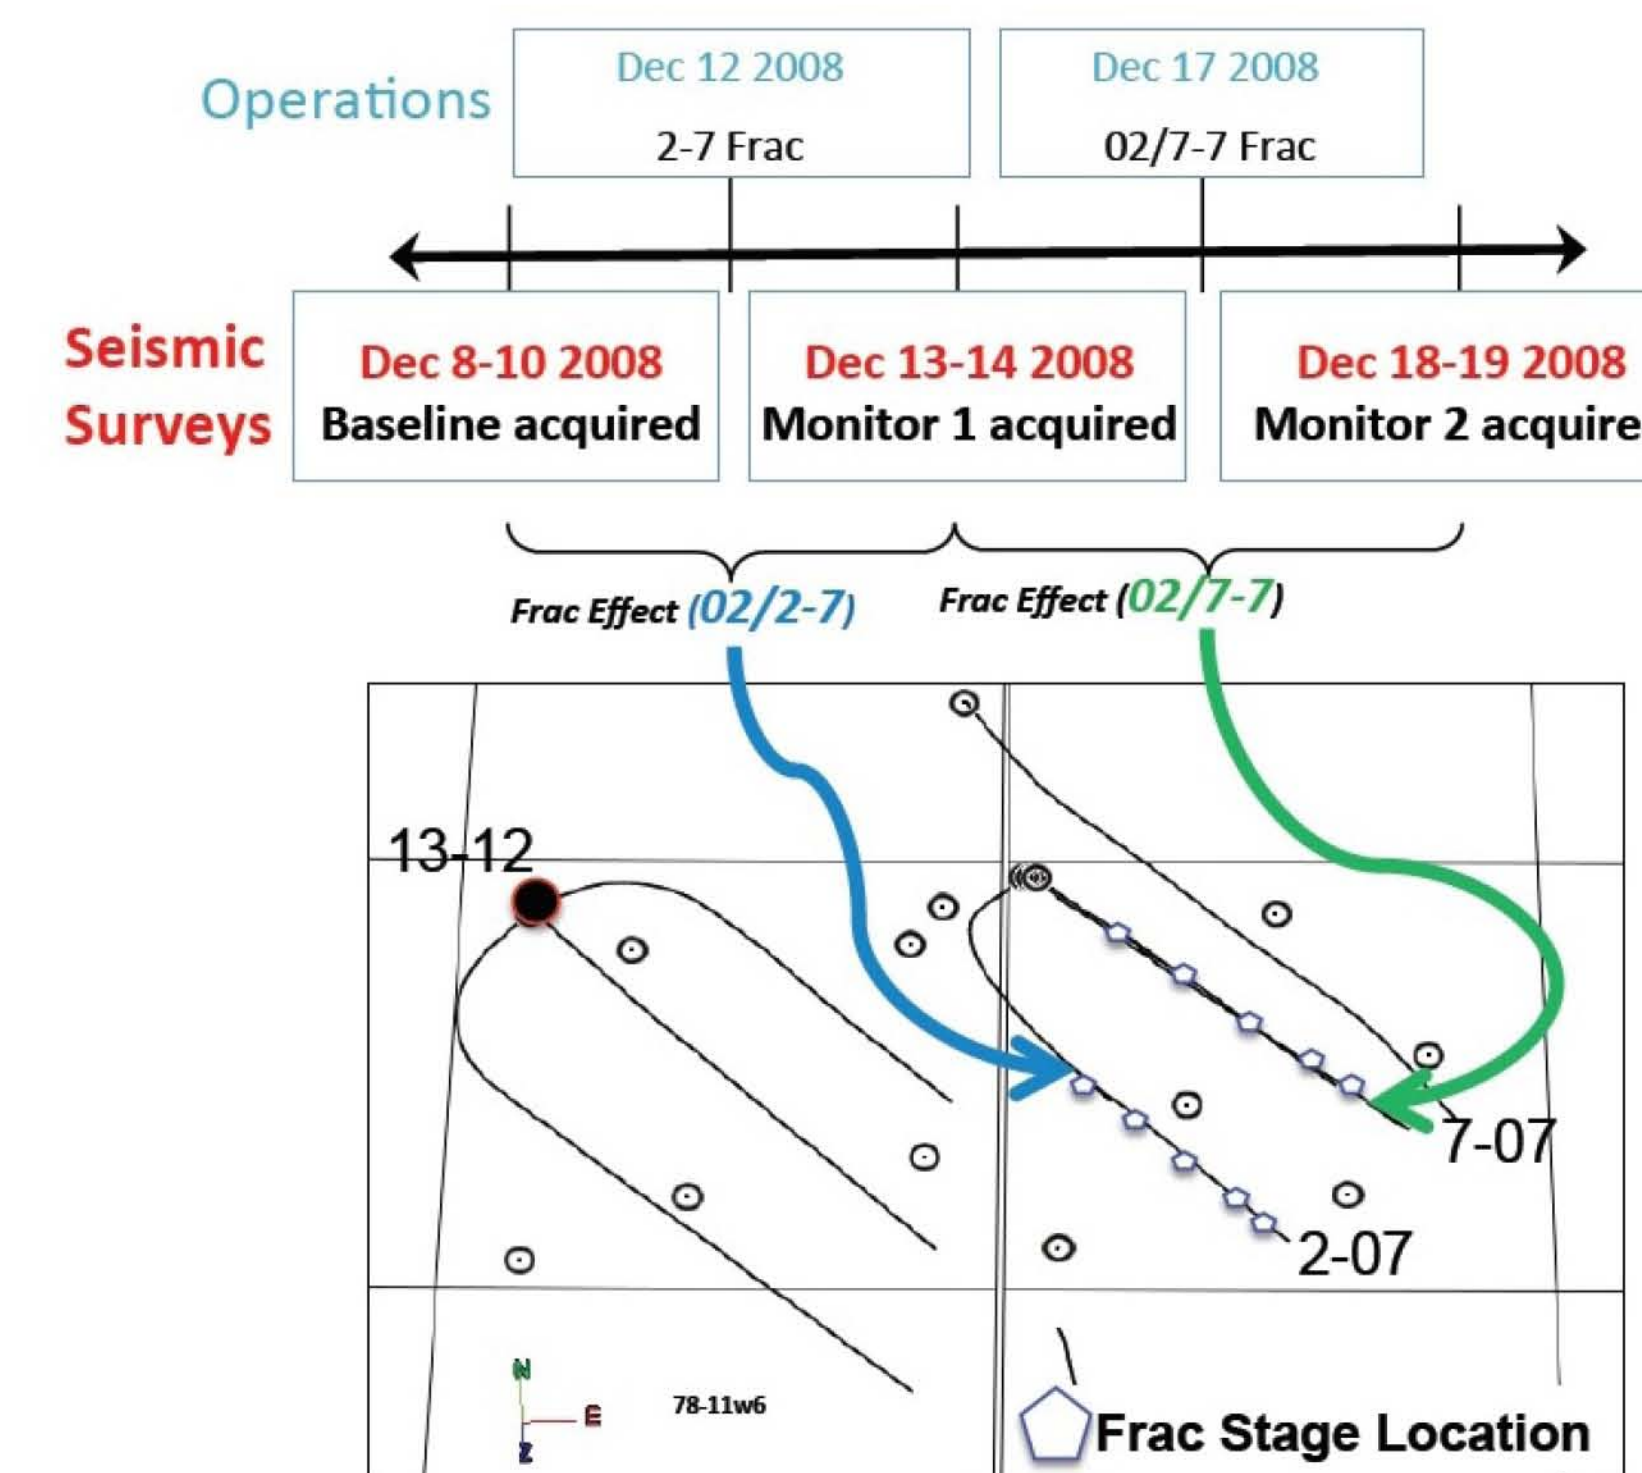 Operations
Dec 12 2008
2-7 Frac
Dec 17 2008
02/7-7 Frac
Seismic
Surveys
Dec 8-10 2008
Baseline acquired
Dec 13-14 2008
Monitor 1 acquired
Dec 18-19 2008
Monitor 2 acquire
Frac Effect (02/2-7)
Frac Effect (02/7-7)
13-12
7-07
2-07
N
E
Z
78-11w6
Frac Stage Location